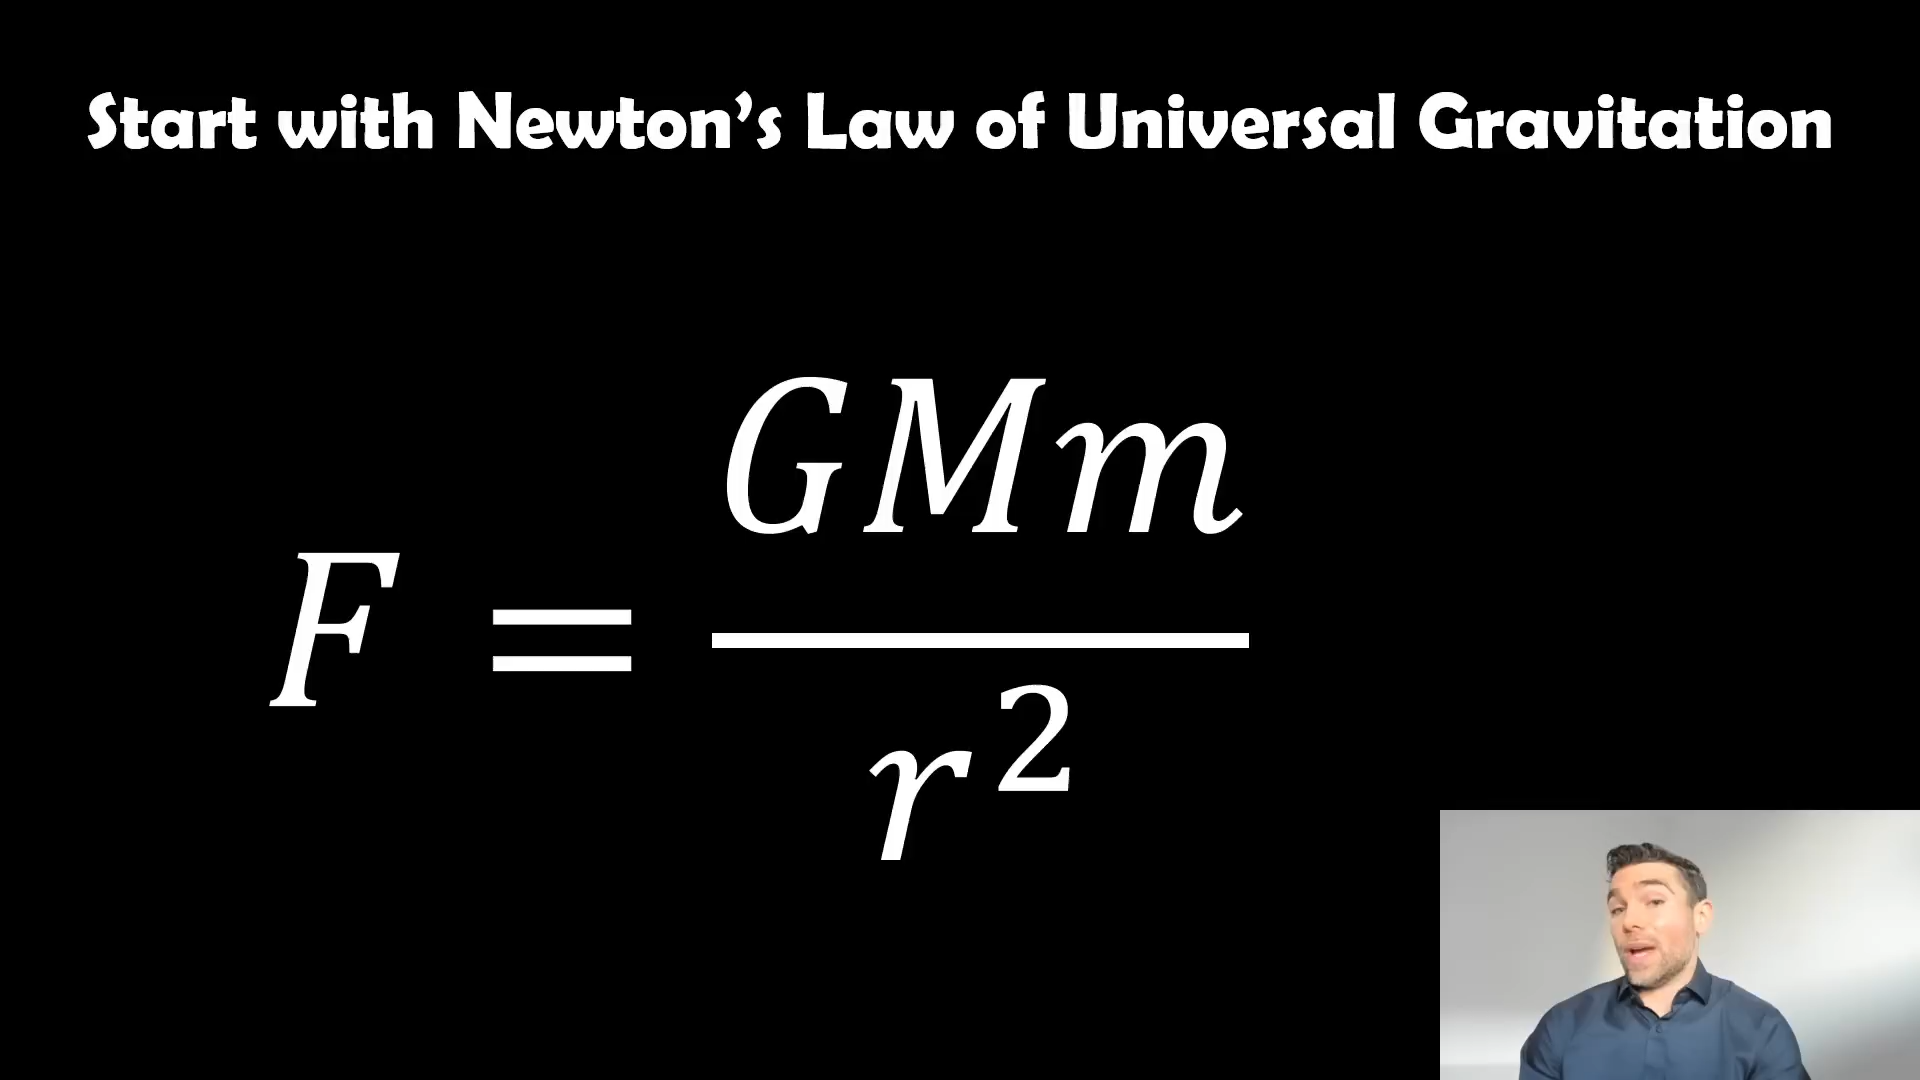 Start with Newton’s Law of Universal Gravitation
F = GMm / r²